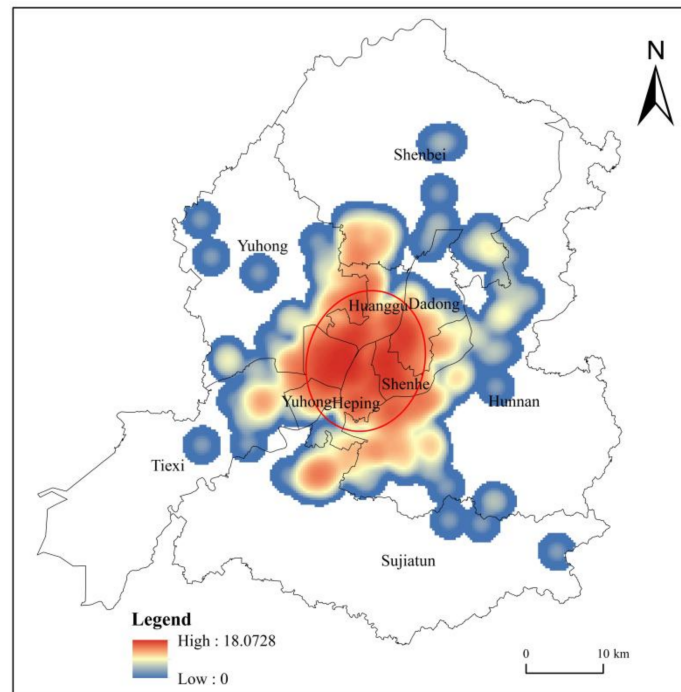 N
Shenbei
Yuhong
Huanggu
Dadong
Shenhe
Yuhong
Heping
Hunnan
Tiexi
Sujiatun
Legend
High : 18.0728
Low : 0
0 10 km